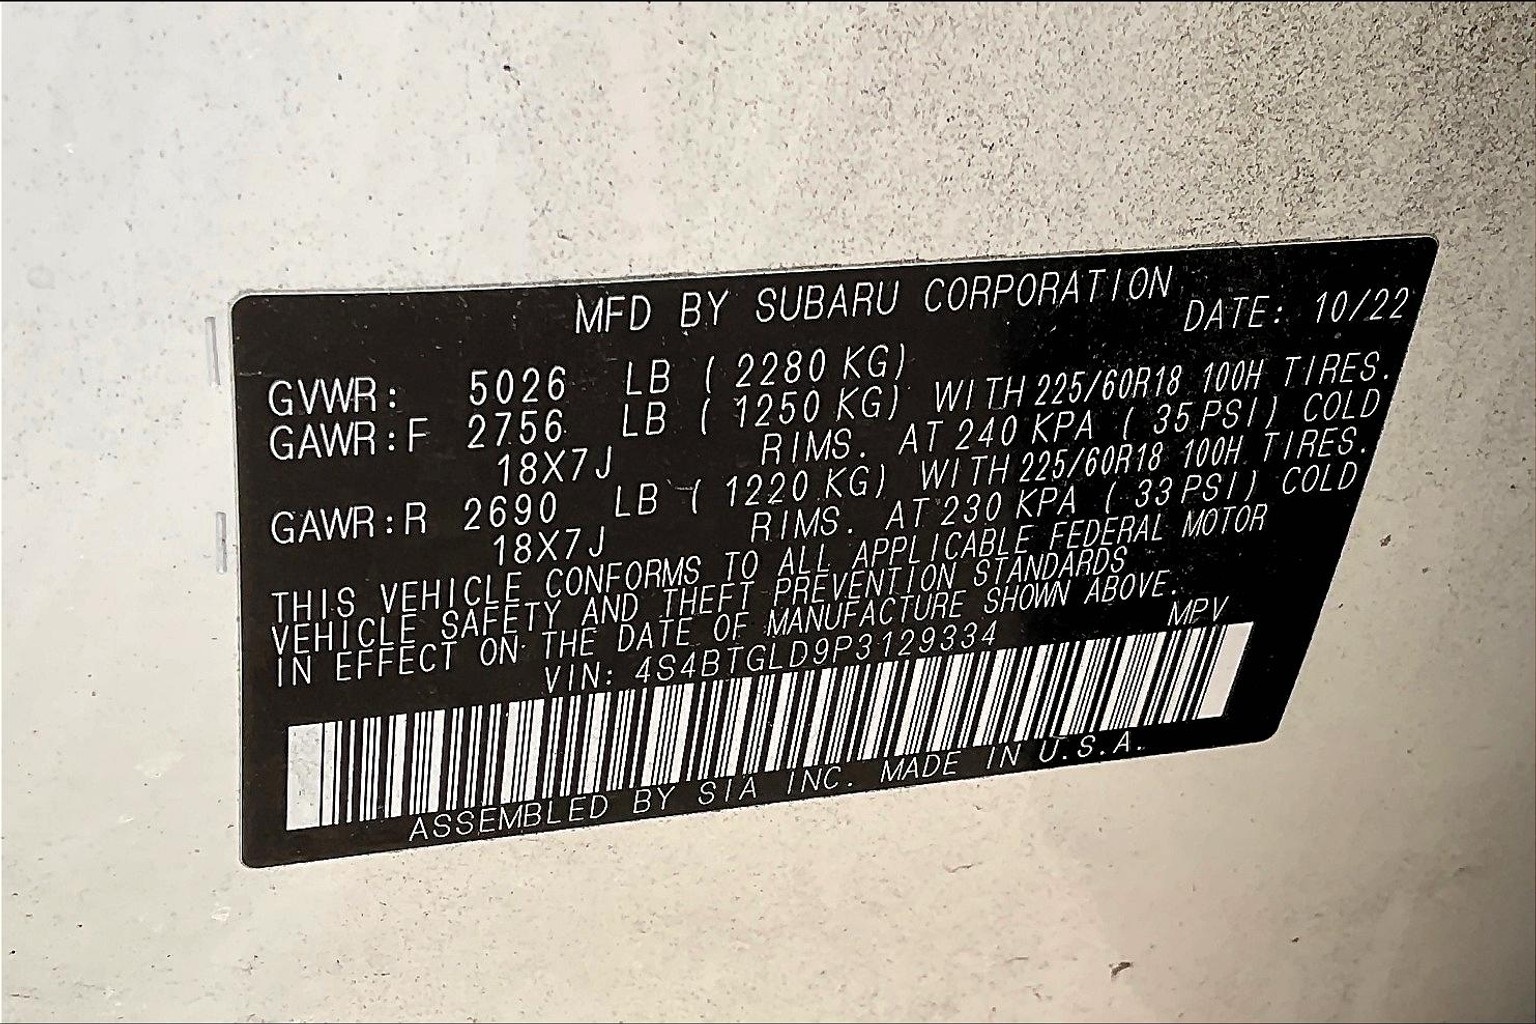 MFD BY SUBARU CORPORATION
DATE: 10/22
GVWR: 5026 LB ( 2280 KG)
GAWR:F 2756 LB ( 1250 KG) WITH 225/60R18 100H TIRES.
18X7J RIMS. AT 240 KPA ( 35 PSI) COLD
GAWR:R 2690 LB ( 1220 KG) WITH 225/60R18 100H TIRES.
18X7J RIMS. AT 230 KPA ( 33 PSI) COLD
THIS VEHICLE CONFORMS TO ALL APPLICABLE FEDERAL MOTOR
VEHICLE SAFETY AND THEFT PREVENTION STANDARDS
IN EFFECT ON THE DATE OF MANUFACTURE SHOWN ABOVE.
VIN: 4S4BTGLD9P3129334 MPV
ASSEMBLED BY SIA INC. MADE IN U.S.A.